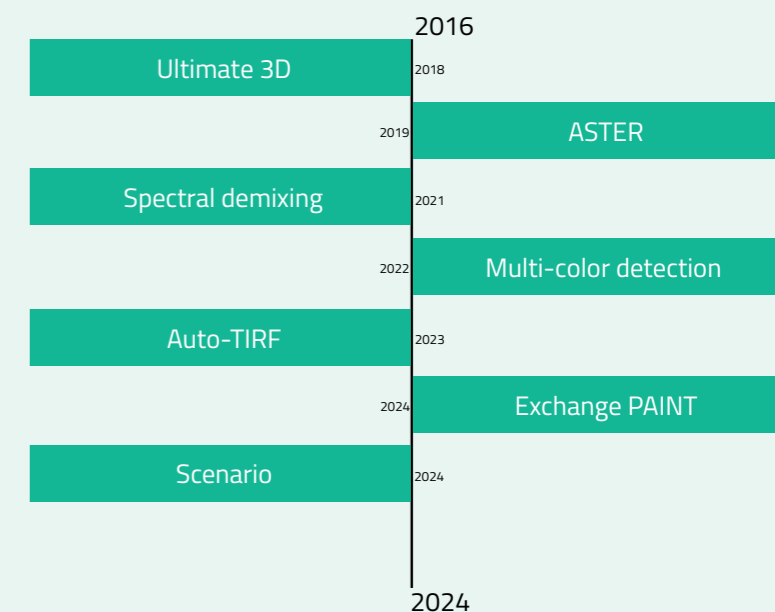 2016
Ultimate 3D
2018
2019
ASTER
Spectral demixing
2021
2022
Multi-color detection
Auto-TIRF
2023
2024
Exchange PAINT
Scenario
2024
2024